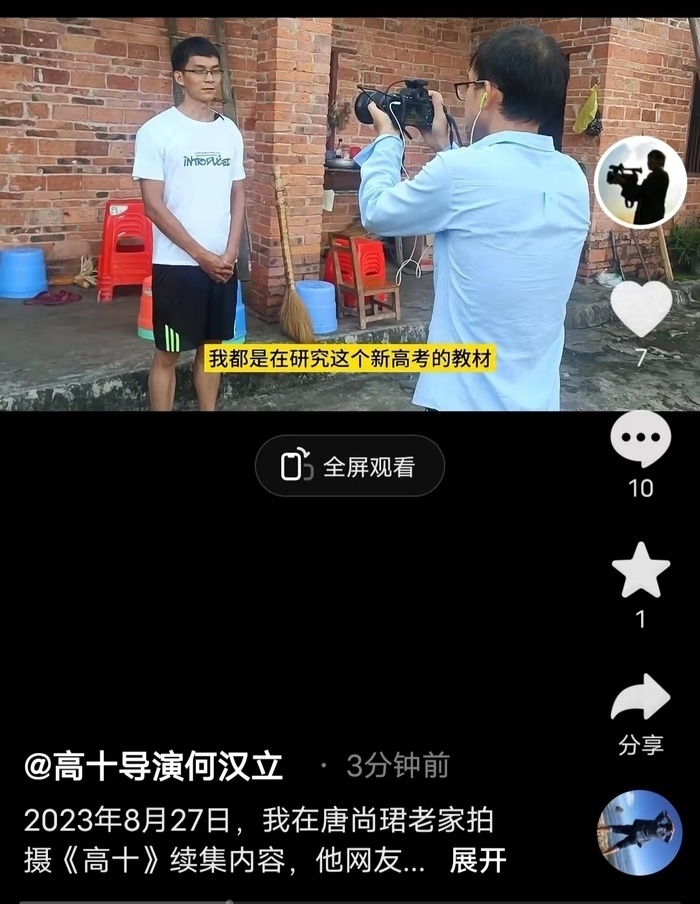 INTRODUCED
我都是在研究这个新高考的教材
7
全屏观看
10
1
分享
@高十导演何汉立 · 3分钟前
2023年8月27日，我在唐尚珺老家拍
摄《高十》续集内容，他网友... 展开